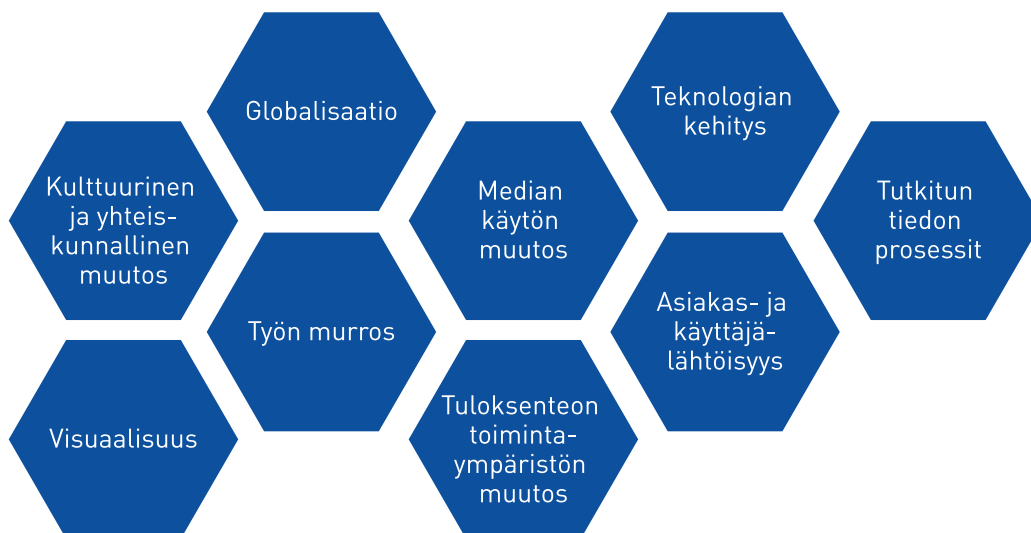 Globalisaatio
Teknologian
kehitys
Kulttuurinen
ja yhteis-
kunnallinen
muutos
Median
käytön
muutos
Tutkitun
tiedon
prosessit
Työn murros
Asiakas- ja
käyttäjä-
lähtöisyys
Visuaalisuus
Tuloksenteon
toiminta-
ympäristön
muutos